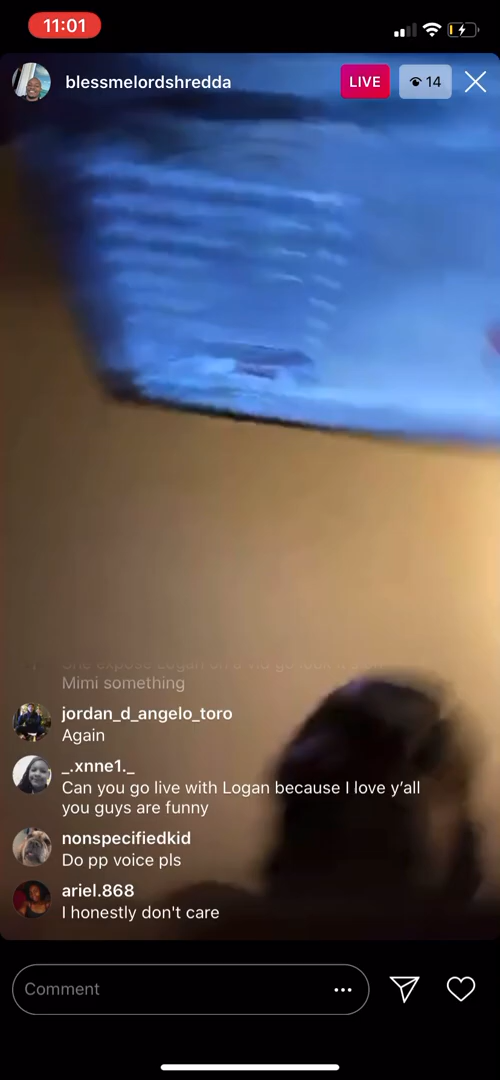 11:01
blessmelordshredda
LIVE
14
Mimi something
jordan_d_angelo_toro
Again
_.xnne1._
Can you go live with Logan because I love y’all
you guys are funny
nonspecifiedkid
Do pp voice pls
ariel.868
I honestly don't care
Comment